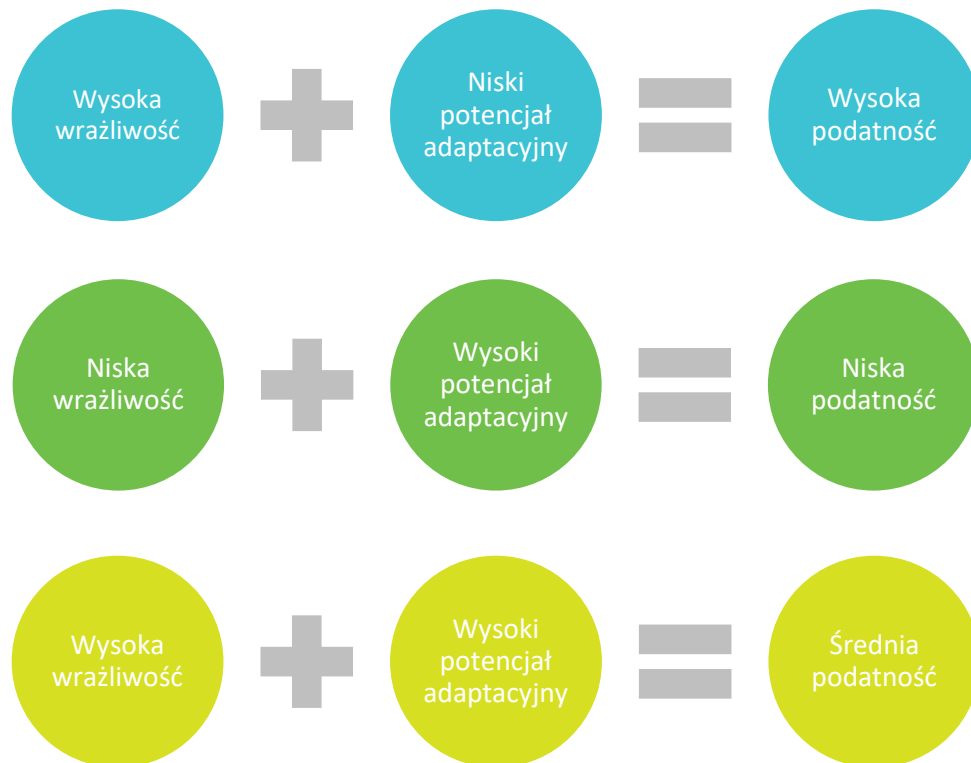 Wysoka
wrażliwość
Niski
potencjał
adaptacyjny
Wysoka
podatność
Niska
wrażliwość
Wysoki
potencjał
adaptacyjny
Niska
podatność
Wysoka
wrażliwość
Wysoki
potencjał
adaptacyjny
Średnia
podatność